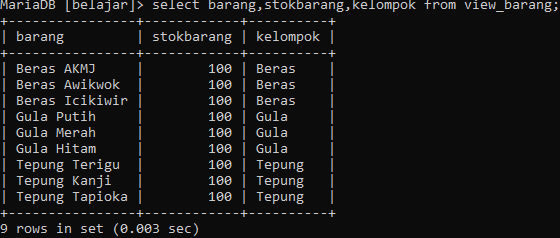 MariaDB [belajar]> select barang,stokbarang,kelompok from view_barang;
+----------------+------------+----------+
| barang         | stokbarang | kelompok |
+----------------+------------+----------+
| Beras AKMJ     |        100 | Beras    |
| Beras Awikwok  |        100 | Beras    |
| Beras Icikiwir |        100 | Beras    |
| Gula Putih     |        100 | Gula     |
| Gula Merah     |        100 | Gula     |
| Gula Hitam     |        100 | Gula     |
| Tepung Terigu  |        100 | Tepung   |
| Tepung Kanji   |        100 | Tepung   |
| Tepung Tapioka |        100 | Tepung   |
+----------------+------------+----------+
9 rows in set (0.003 sec)